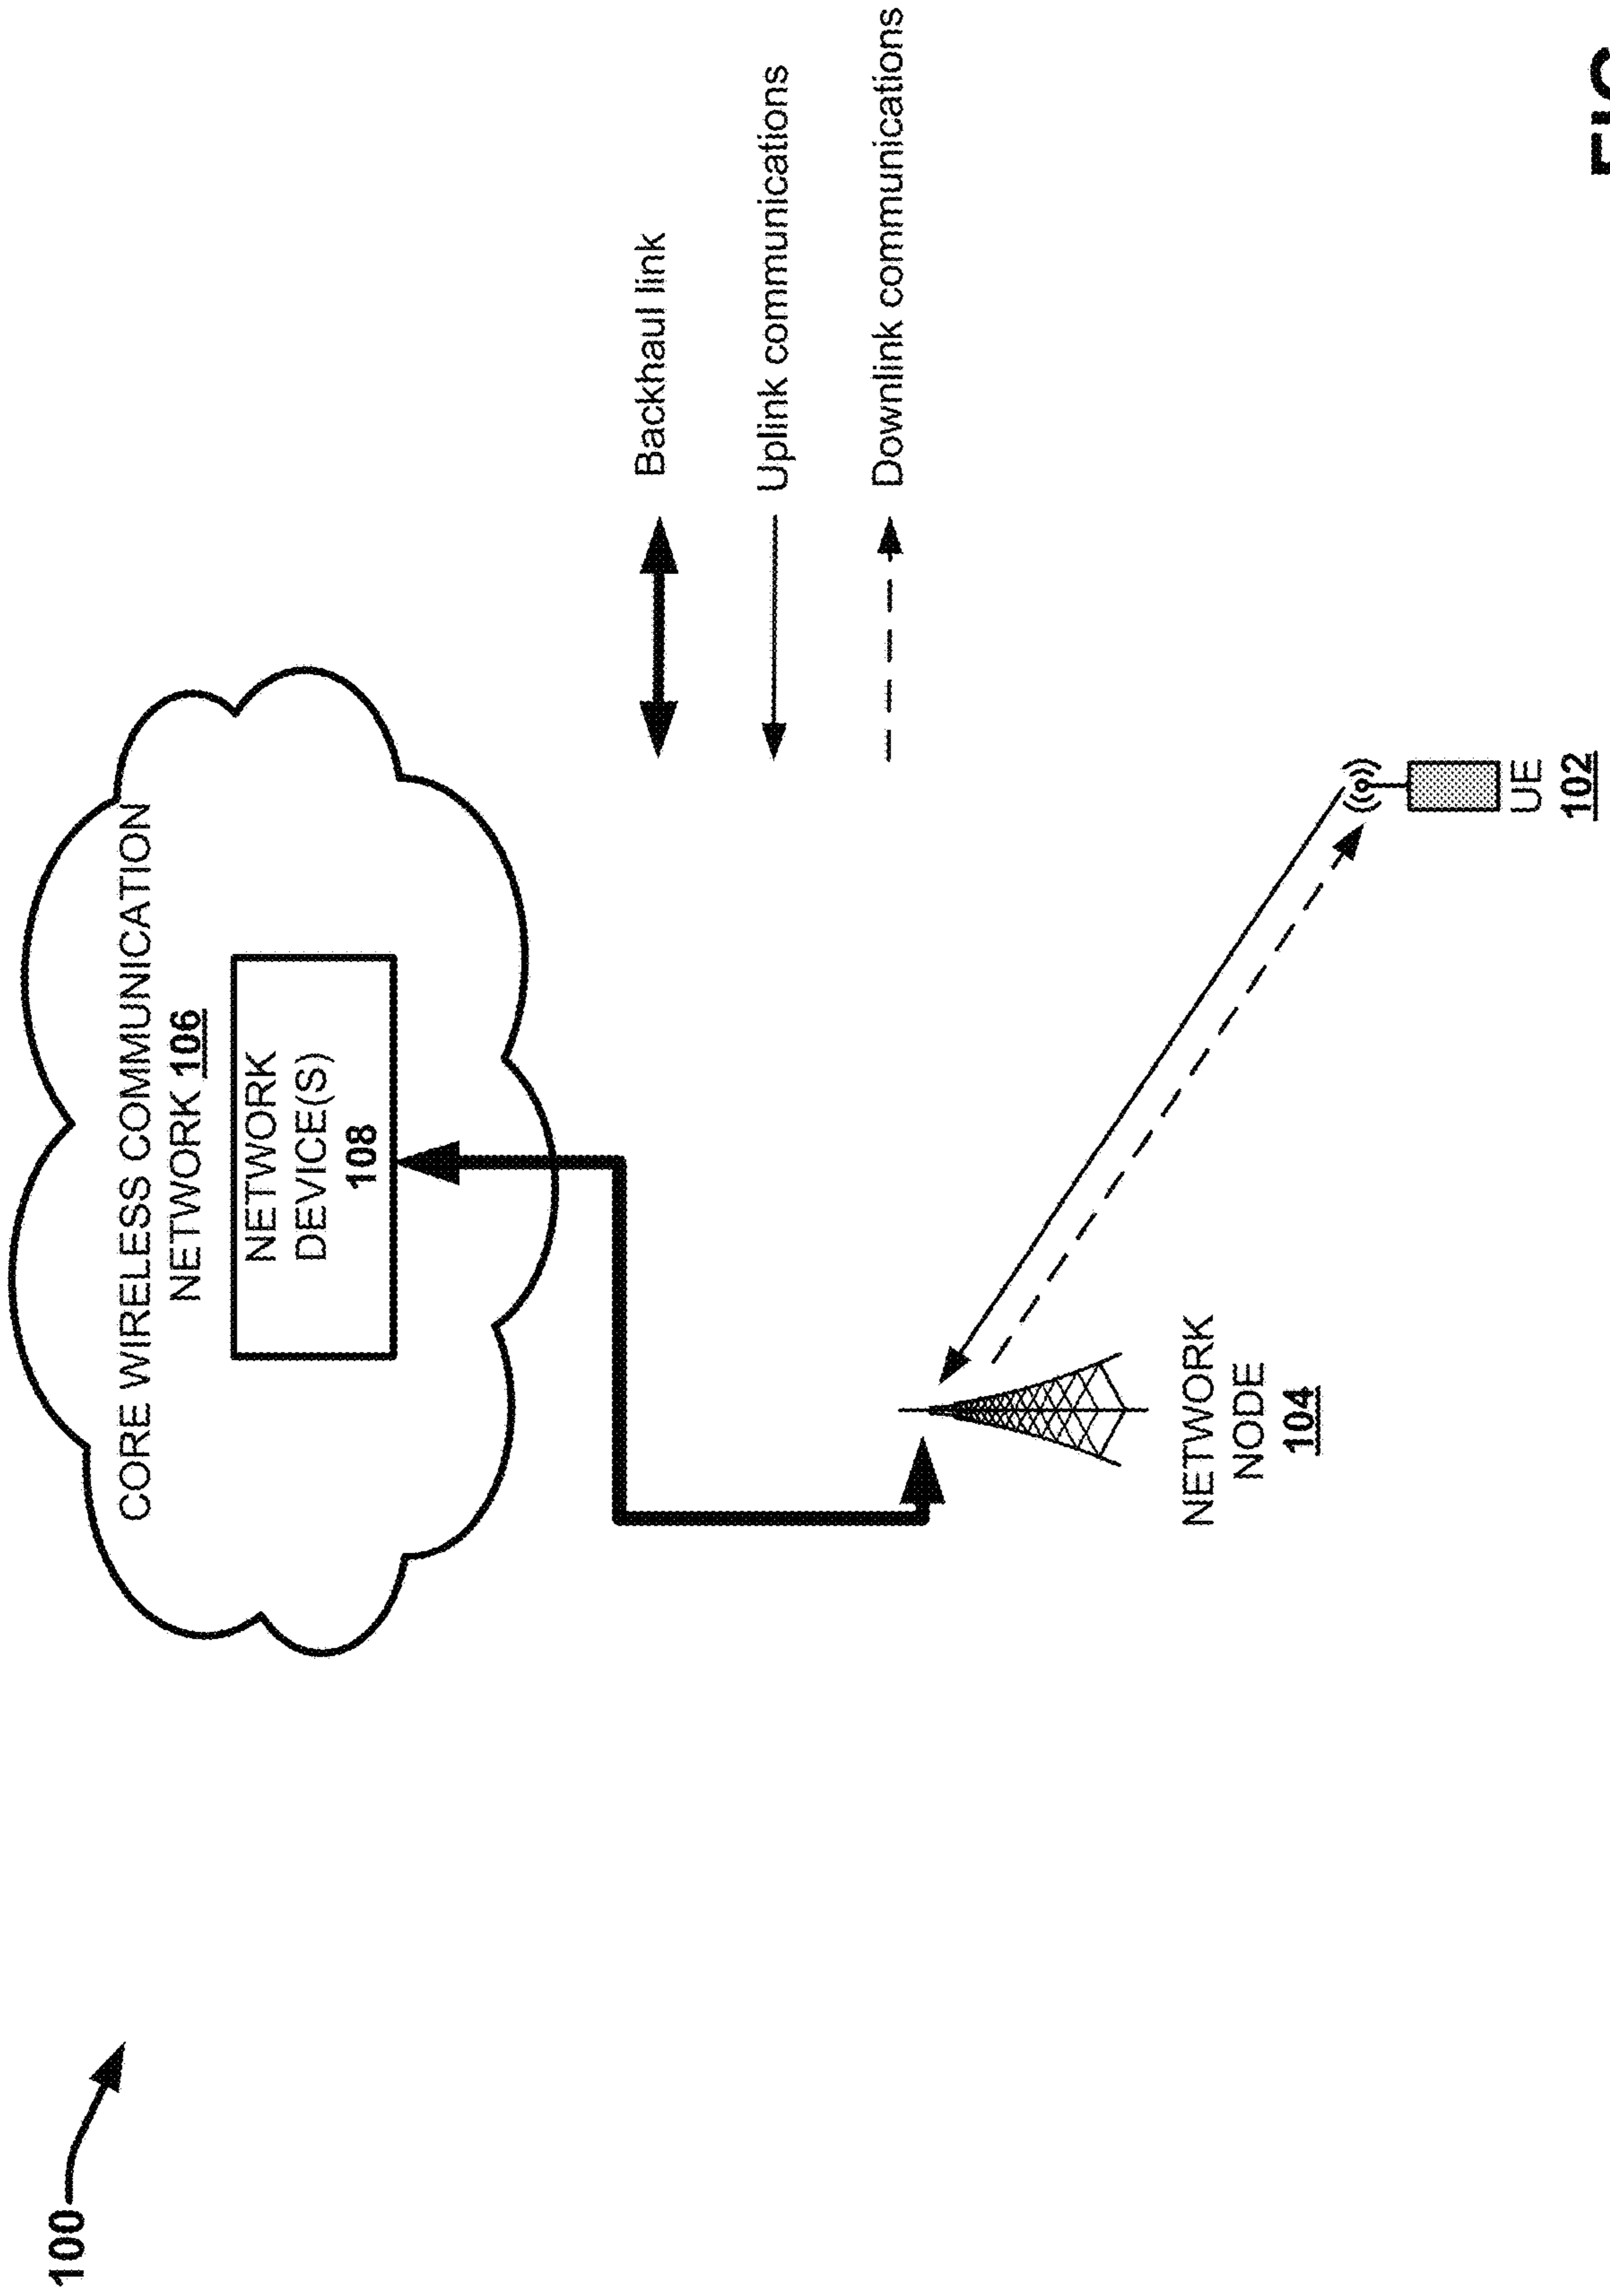 100
CORE WIRELESS COMMUNICATION
NETWORK 106
NETWORK
DEVICE(S)
108
Backhaul link
Uplink communications
Downlink communications
NETWORK
NODE
104
UE
102